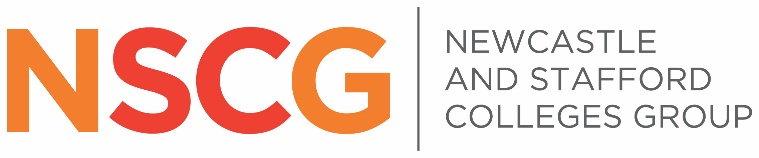 NSCG
NEWCASTLE
AND STAFFORD
COLLEGES GROUP